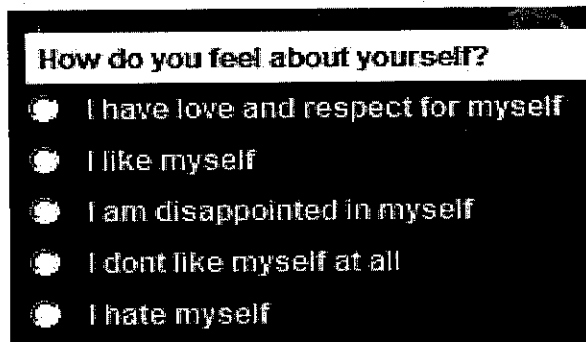 How do you feel about yourself?
I have love and respect for myself
I like myself
I am disappointed in myself
I dont like myself at all
I hate myself